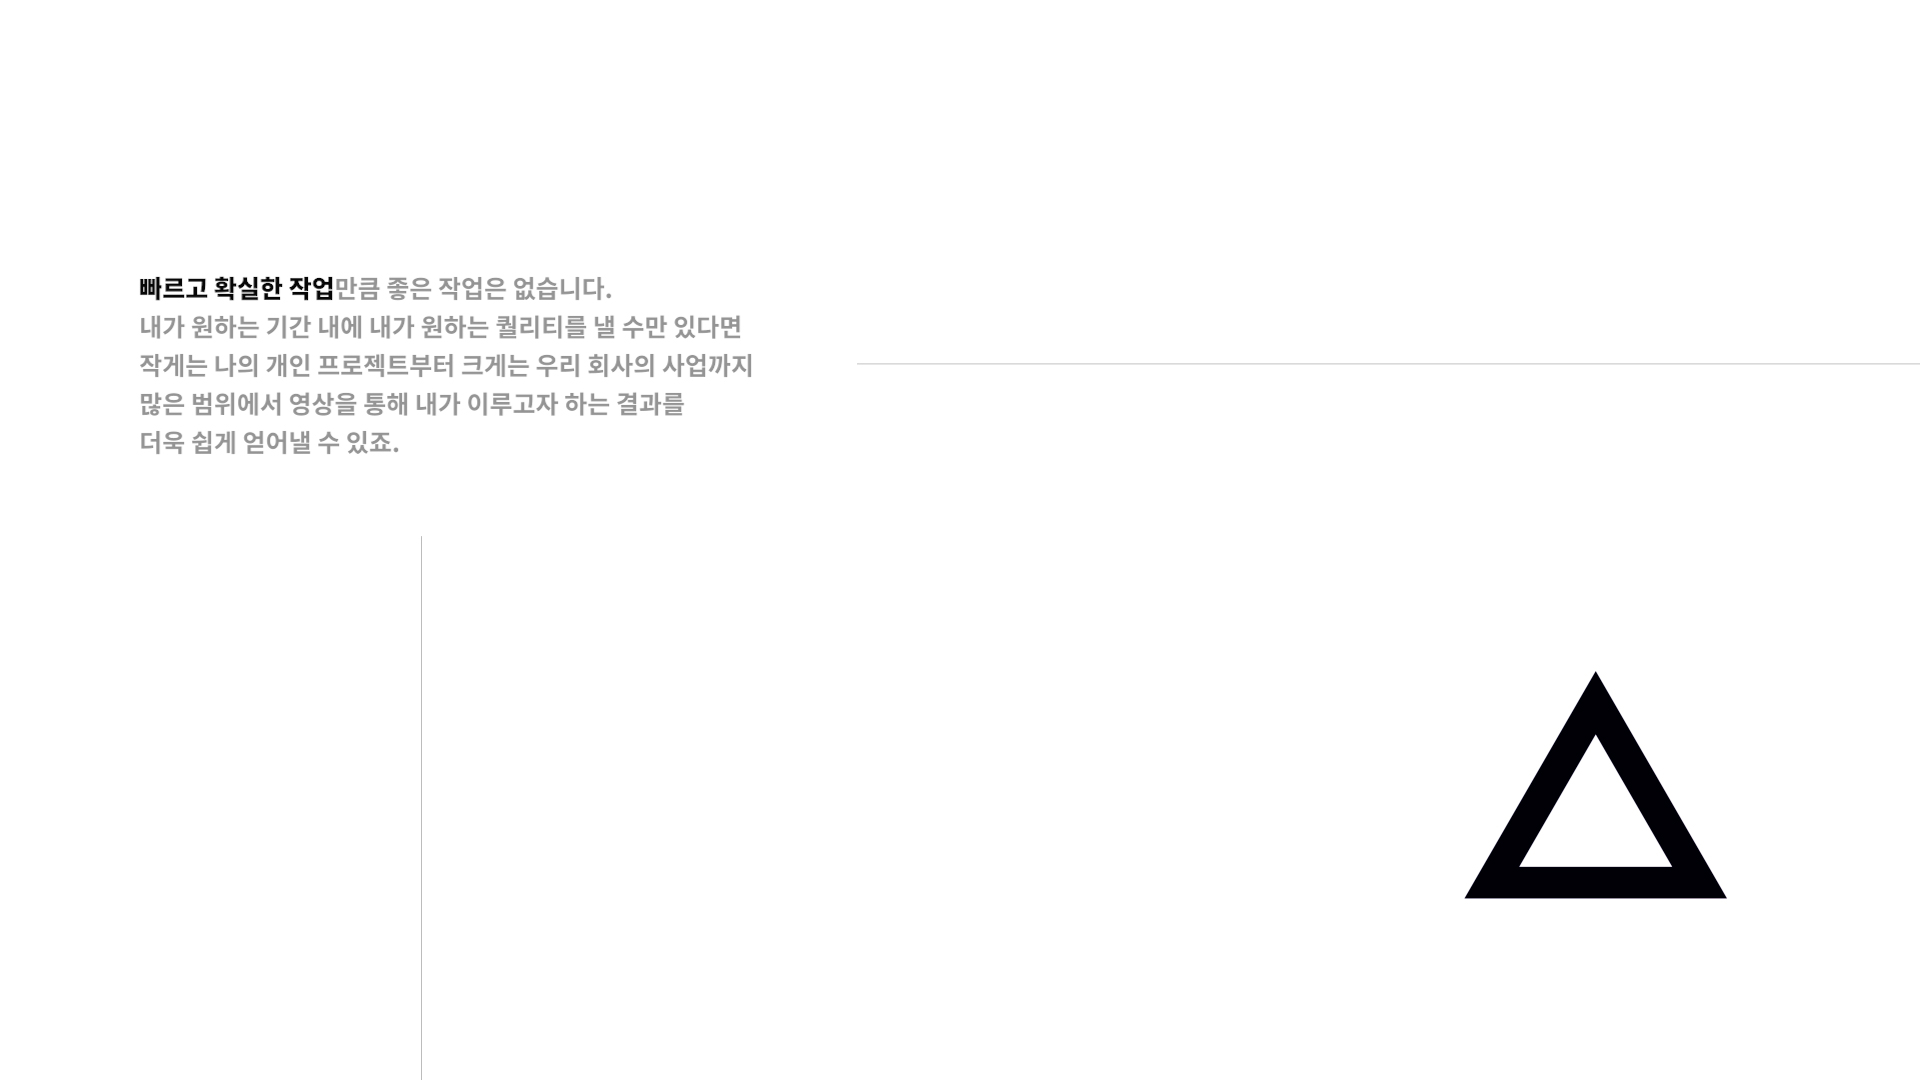 빠르고 확실한 작업만큼 좋은 작업은 없습니다.
내가 원하는 기간 내에 내가 원하는 퀄리티를 낼 수만 있다면
작게는 나의 개인 프로젝트부터 크게는 우리 회사의 사업까지
많은 범위에서 영상을 통해 내가 이루고자 하는 결과를
더욱 쉽게 얻어낼 수 있죠.